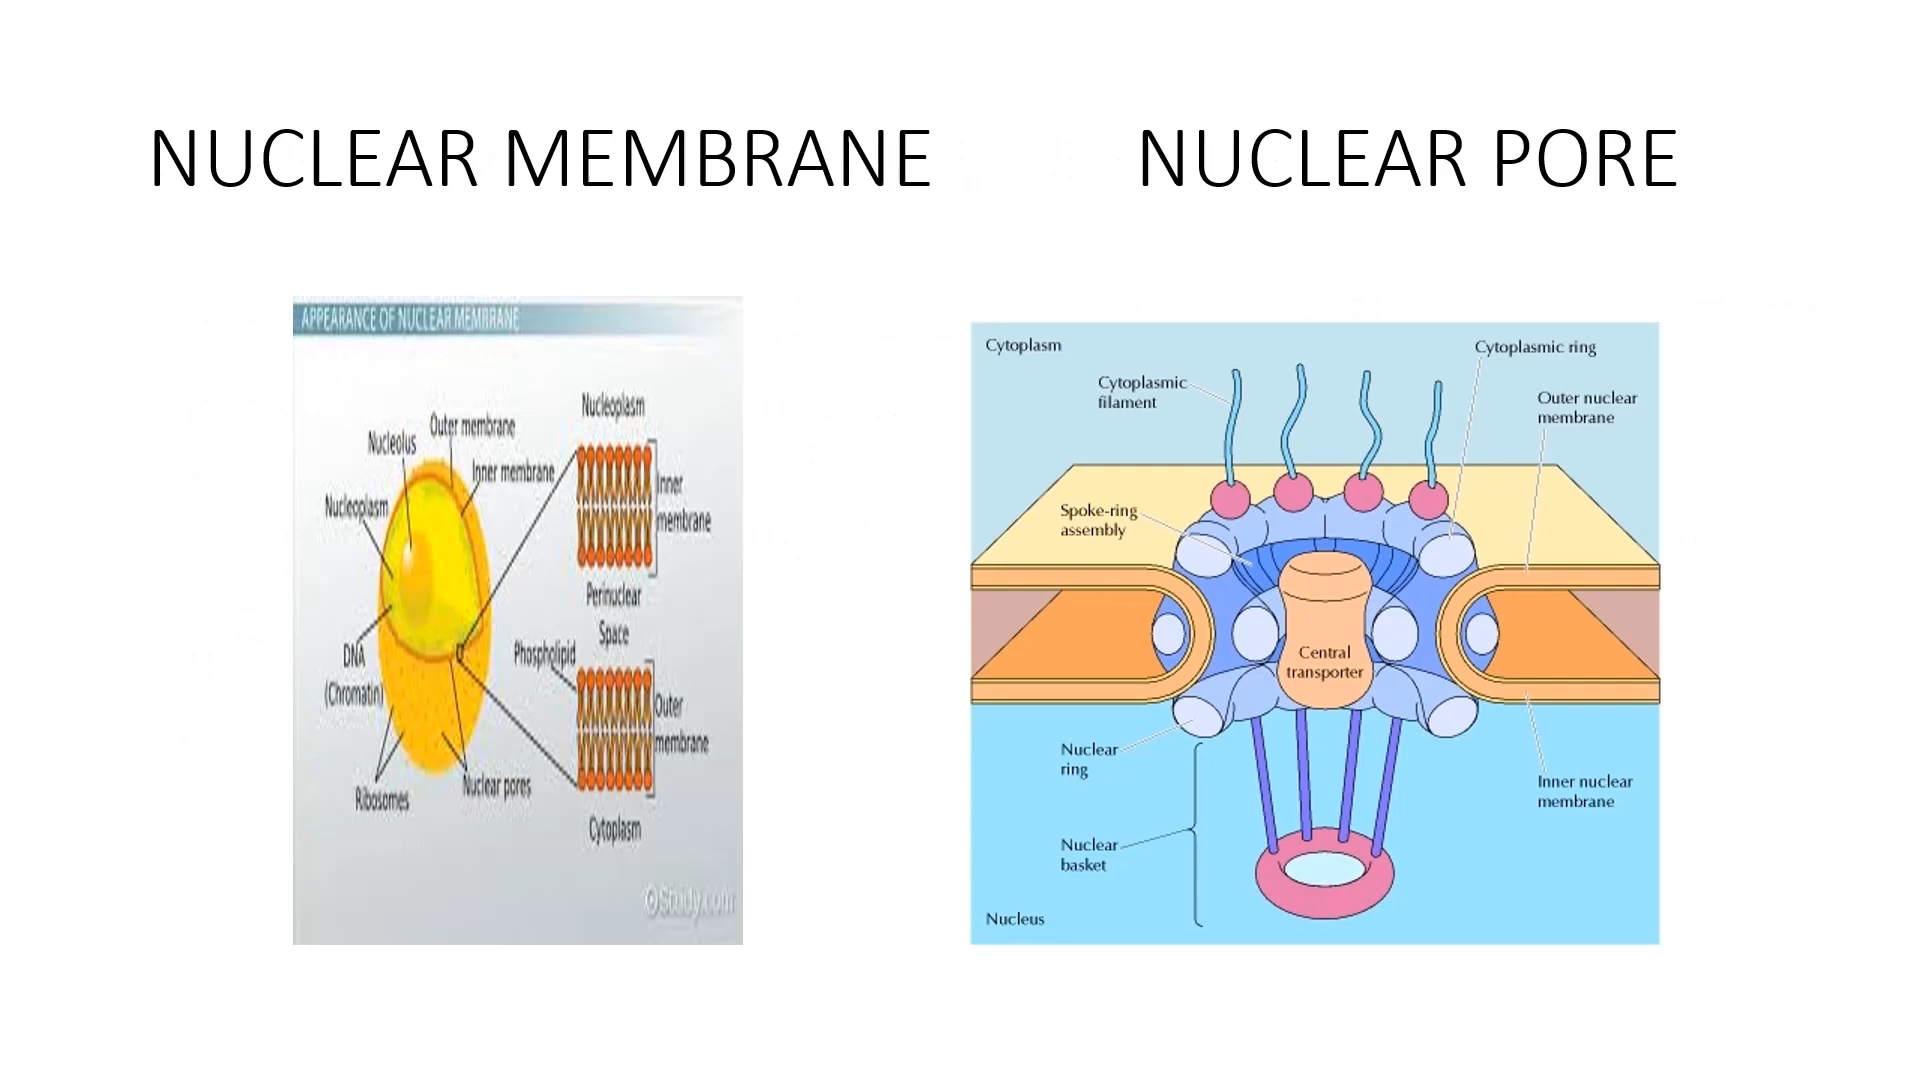 NUCLEAR MEMBRANE
NUCLEAR PORE
APPEARANCE OF NUCLEAR MEMBRANE
Nucleoplasm
Outer membrane
Nucleolus
Inner membrane
Nucleoplasm
Inner
membrane
Perinuclear
Space
Phospholipid
DNA
(Chromatin)
Outer
membrane
Nuclear pores
Ribosomes
Cytoplasm
Study.com
Cytoplasm
Cytoplasmic ring
Cytoplasmic
filament
Outer nuclear
membrane
Spoke-ring
assembly
Central
transporter
Nuclear
ring
Inner nuclear
membrane
Nuclear
basket
Nucleus